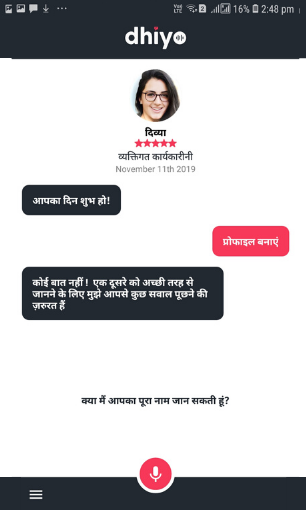 VoLTE 16% 2:48 pm
dhiyo
दिव्या
व्यक्तिगत कार्यकारीनी
November 11th 2019
आपका दिन शुभ हो!
प्रोफाइल बनाएं
कोई बात नहीं ! एक दूसरे को अच्छी तरह से
जानने के लिए मुझे आपसे कुछ सवाल पूछने की
ज़रुरत हैं
क्या मैं आपका पूरा नाम जान सकती हूं?